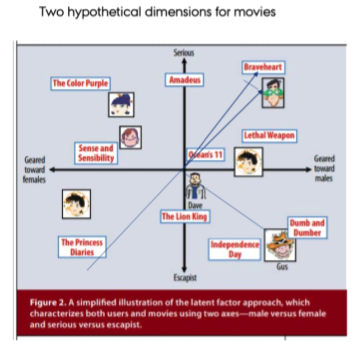 Two hypothetical dimensions for movies
Serious
Braveheart
The Color Purple
Amadeus
Lethal Weapon
Sense and
Sensibility
Ocean's 11
Geared
toward
females
Geared
toward
males
Dave
The Lion King
Dumb and
Dumber
The Princess
Diaries
Independence
Day
Gus
Escapist
Figure 2. A simplified illustration of the latent factor approach, which
characterizes both users and movies using two axes—male versus female
and serious versus escapist.